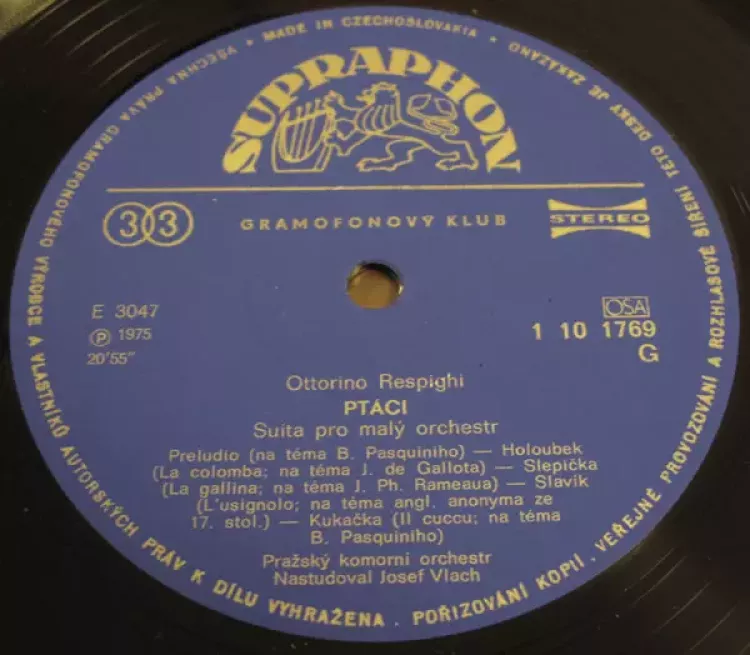 VŠECHNA PRÁVA GRAMOFONOVÉHO VÝROBCE A VLASTNÍKŮ AUTORSKÝCH PRÁV K DÍLU VYHRAŽENA . POŘIZOVÁNÍ KOPIÍ . VEŘEJNÉ PROVOZOVÁNÍ A ROZHLASOVÉ ŠÍŘENÍ TÉTO DESKY JE ZAKÁZÁNO • MADE IN CZECHOSLOVAKIA •
SUPRAPHON
33
GRAMOFONOVÝ KLUB
STEREO
E 3047
℗ 1975
20'55"
OSA
1 10 1769
G
Ottorino Respighi
PTÁCI
Suita pro malý orchestr
Preludio (na téma B. Pasquiniho) — Holoubek
(La colomba; na téma J. de Gallota) — Slepička
(La gallina; na téma J. Ph. Rameaua) — Slavík
(L'usignolo; na téma angl. anonyma ze
17. stol.) — Kukačka (Il cuccu; na téma
B. Pasquiniho)
Pražský komorní orchestr
Nastudoval Josef Vlach